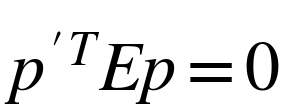 p′ᵀEp = 0